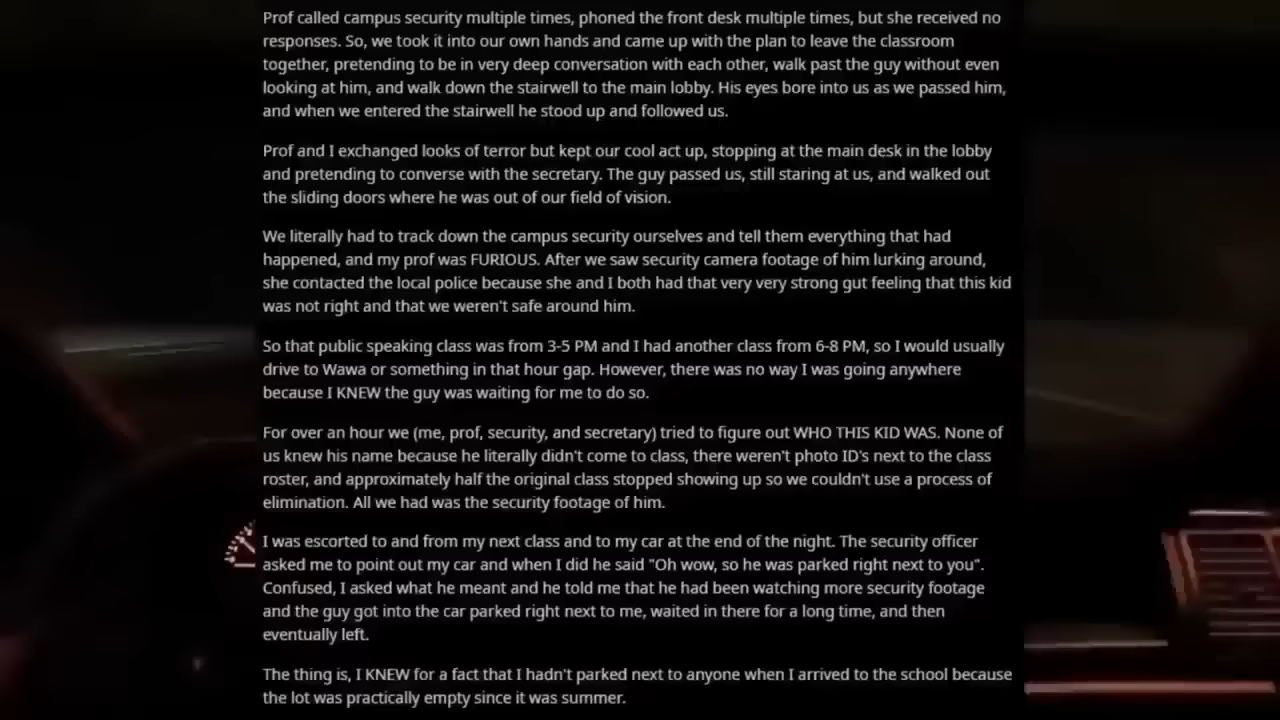 Prof called campus security multiple times, phoned the front desk multiple times, but she received no
responses. So, we took it into our own hands and came up with the plan to leave the classroom
together, pretending to be in very deep conversation with each other, walk past the guy without even
looking at him, and walk down the stairwell to the main lobby. His eyes bore into us as we passed him,
and when we entered the stairwell he stood up and followed us.
Prof and I exchanged looks of terror but kept our cool act up, stopping at the main desk in the lobby
and pretending to converse with the secretary. The guy passed us, still staring at us, and walked out
the sliding doors where he was out of our field of vision.
We literally had to track down the campus security ourselves and tell them everything that had
happened, and my prof was FURIOUS. After we saw security camera footage of him lurking around,
she contacted the local police because she and I both had that very very strong gut feeling that this kid
was not right and that we weren't safe around him.
So that public speaking class was from 3-5 PM and I had another class from 6-8 PM, so I would usually
drive to Wawa or something in that hour gap. However, there was no way I was going anywhere
because I KNEW the guy was waiting for me to do so.
For over an hour we (me, prof, security, and secretary) tried to figure out WHO THIS KID WAS. None of
us knew his name because he literally didn't come to class, there weren't photo ID's next to the class
roster, and approximately half the original class stopped showing up so we couldn't use a process of
elimination. All we had was the security footage of him.
I was escorted to and from my next class and to my car at the end of the night. The security officer
asked me to point out my car and when I did he said "Oh wow, so he was parked right next to you".
Confused, I asked what he meant and he told me that he had been watching more security footage
and the guy got into the car parked right next to me, waited in there for a long time, and then
eventually left.
The thing is, I KNEW for a fact that I hadn't parked next to anyone when I arrived to the school because
the lot was practically empty since it was summer.